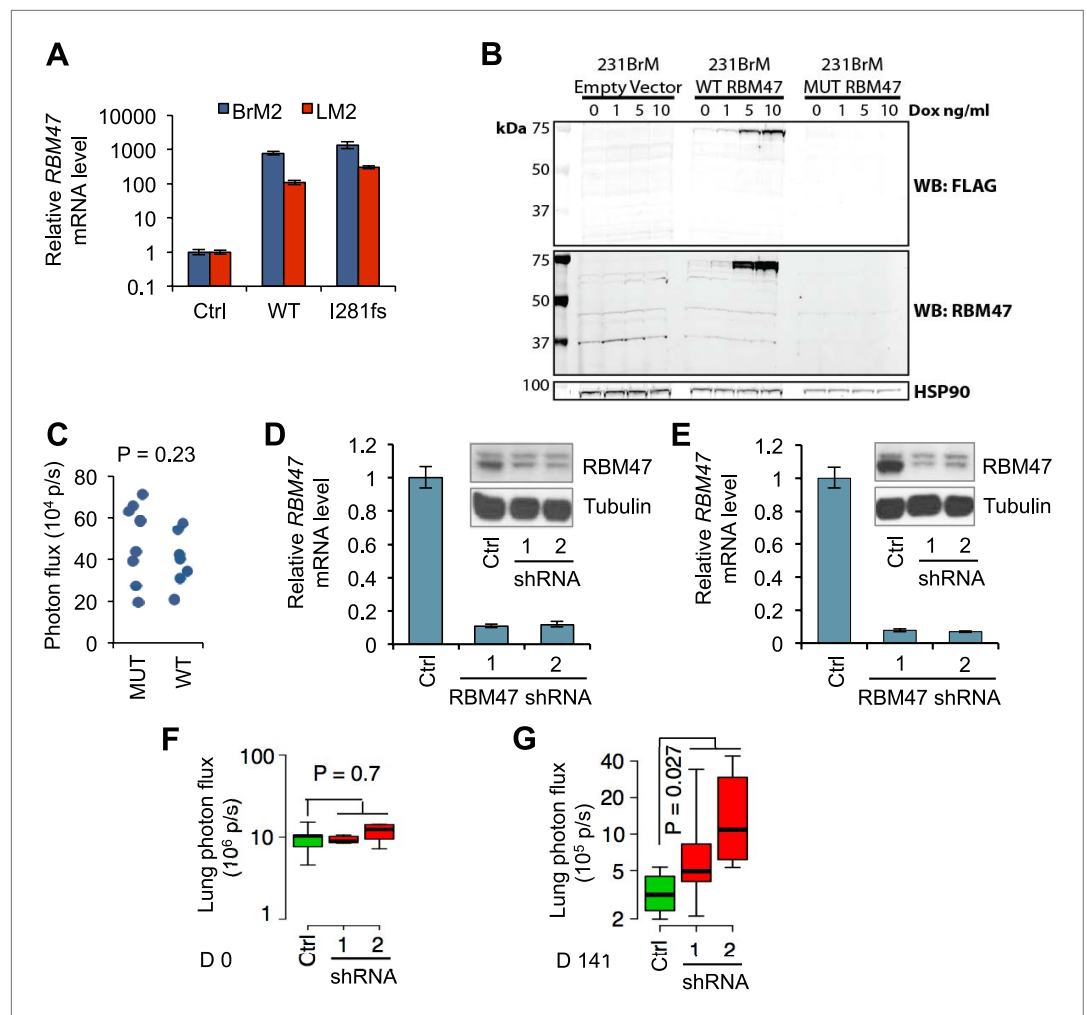 A
BrM2 LM2
Relative RBM47
mRNA level
10000
1000
100
10
1
0.1
Ctrl WT I281fs
B
231BrM 231BrM 231BrM
Empty Vector WT RBM47 MUT RBM47
0 1 5 10 0 1 5 10 0 1 5 10 Dox ng/ml
kDa 75
50
37
WB: FLAG
75
50
37
WB: RBM47
100
HSP90
C
P = 0.23
Photon flux (10⁴ p/s)
80
60
40
20
0
MUT WT
D
Relative RBM47
mRNA level
1.2
1
0.8
0.6
0.4
0.2
0
RBM47
Tubulin
Ctrl 1 2
shRNA
Ctrl 1 2
RBM47 shRNA
E
Relative RBM47
mRNA level
1.2
1
0.8
0.6
0.4
0.2
0
RBM47
Tubulin
Ctrl 1 2
shRNA
Ctrl 1 2
RBM47 shRNA
F
Lung photon flux
(10⁶ p/s)
100
10
1
P = 0.7
D 0
Ctrl 1 2
shRNA
G
Lung photon flux
(10⁵ p/s)
40
20
10
5
2
P = 0.027
D 141
Ctrl 1 2
shRNA